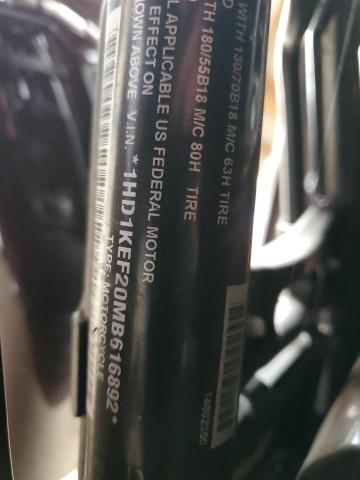 WITH 130/70B18 M/C 63H TIRE
TH 180/55B18 M/C 80H TIRE
L APPLICABLE US FEDERAL MOTOR
EFFECT ON
OWN ABOVE V.I.N. *1HD1KEF20MB616892*
TYPE: MOTORCYCLE
14002350